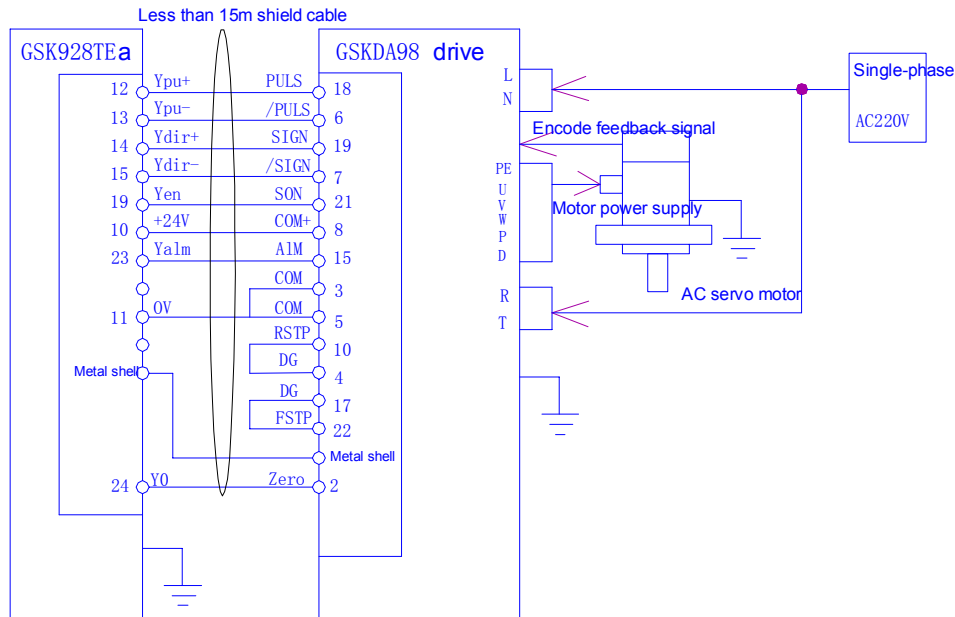 Less than 15m shield cable
GSK928TEa
GSKDA98 drive
12 Ypu+ PULS 18
13 Ypu- /PULS 6
14 Ydir+ SIGN 19
15 Ydir- /SIGN 7
19 Yen SON 21
10 +24V COM+ 8
23 Yalm AlM 15
COM 3
11 0V COM 5
RSTP 10
DG 4
DG 17
FSTP 22
Metal shell
Metal shell
24 Y0 Zero 2
L
N
PE
U
V
W
P
D
R
T
Encode feedback signal
Motor power supply
AC servo motor
Single-phase
AC220V